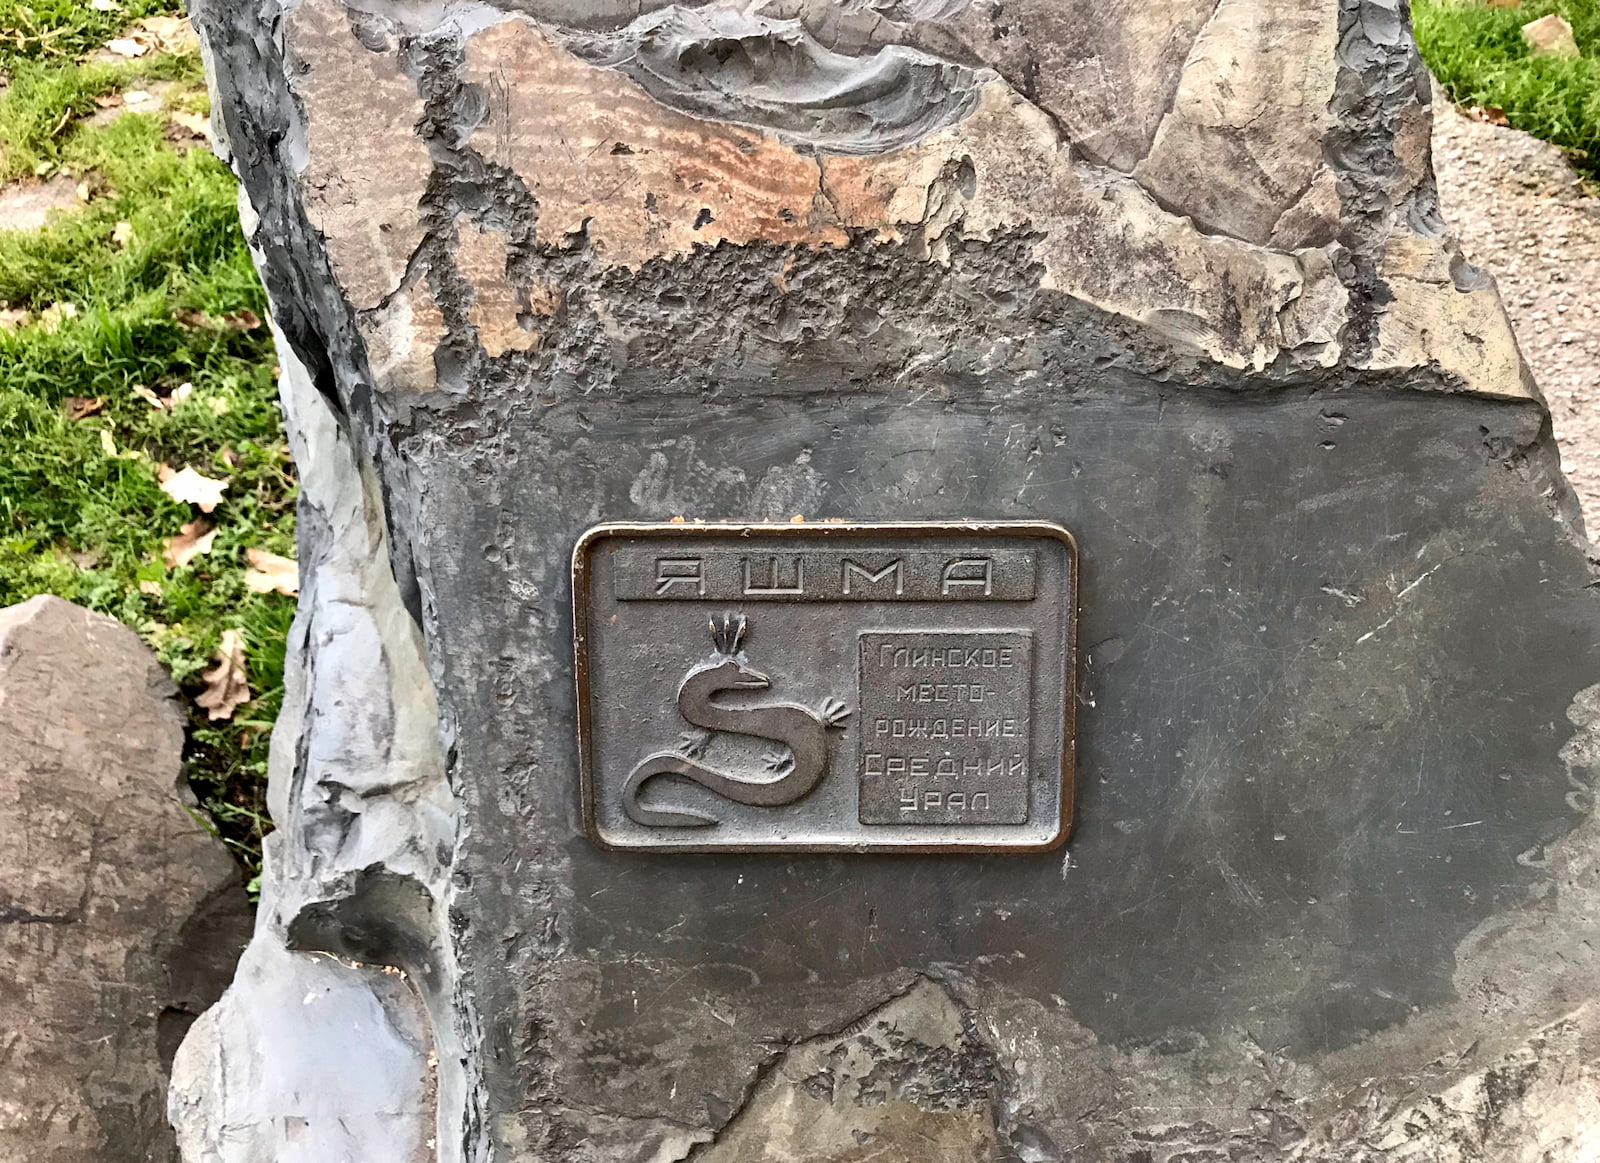 ЯШМА
Глинское
место-
рождение.
Средний
Урал